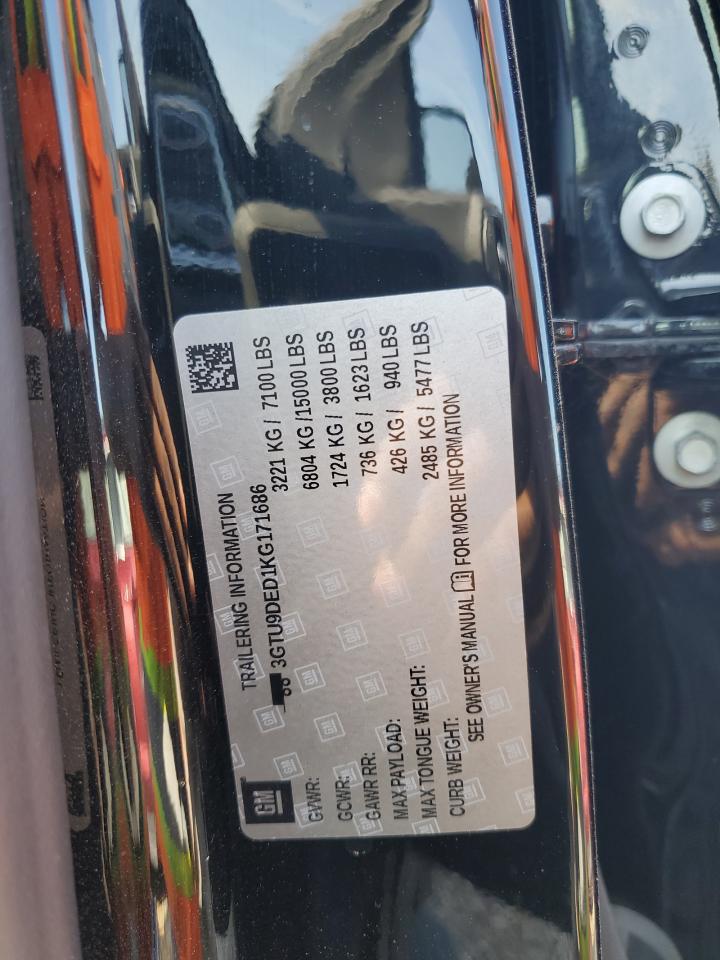 GM
TRAILERING INFORMATION
3GTU9DED1KG171686
GVWR: 3221 KG / 7100 LBS
GCWR: 6804 KG /15000 LBS
GAWR RR: 1724 KG / 3800 LBS
MAX PAYLOAD: 736 KG / 1623 LBS
MAX TONGUE WEIGHT: 426 KG / 940 LBS
CURB WEIGHT: 2485 KG / 5477 LBS
SEE OWNER'S MANUAL FOR MORE INFORMATION